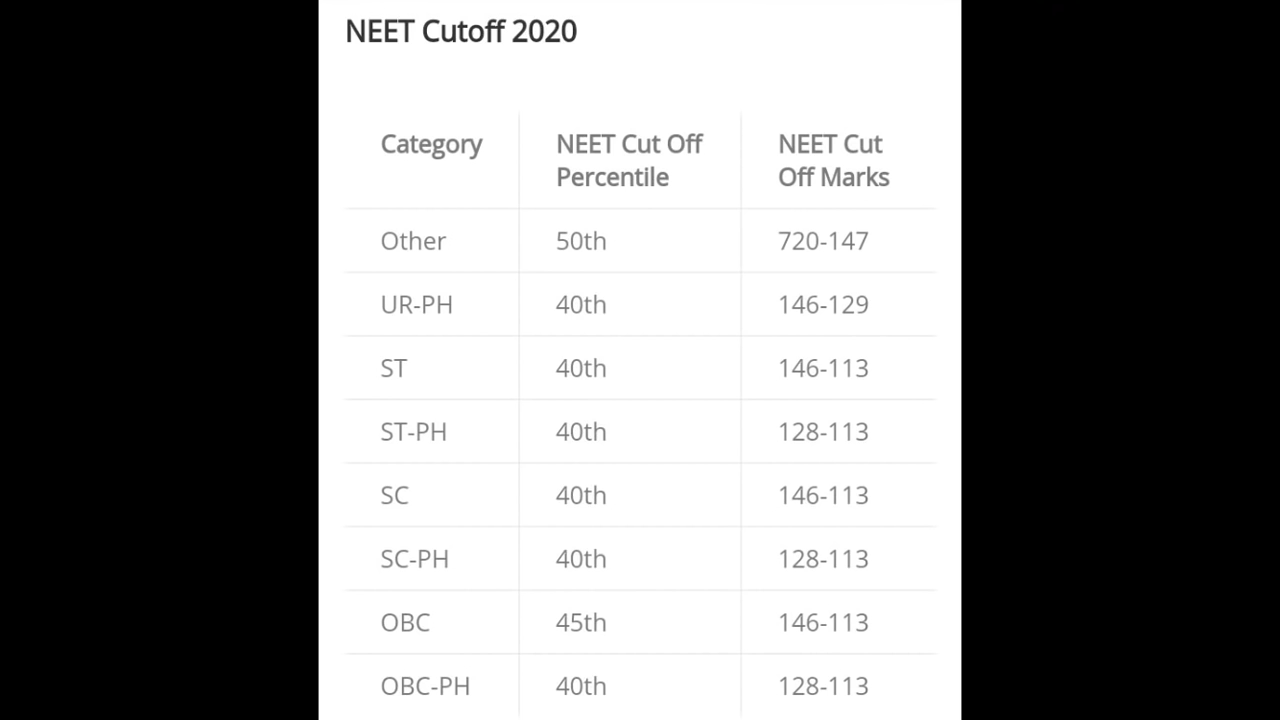 NEET Cutoff 2020
Category NEET Cut Off Percentile NEET Cut Off Marks
Other 50th 720-147
UR-PH 40th 146-129
ST 40th 146-113
ST-PH 40th 128-113
SC 40th 146-113
SC-PH 40th 128-113
OBC 45th 146-113
OBC-PH 40th 128-113